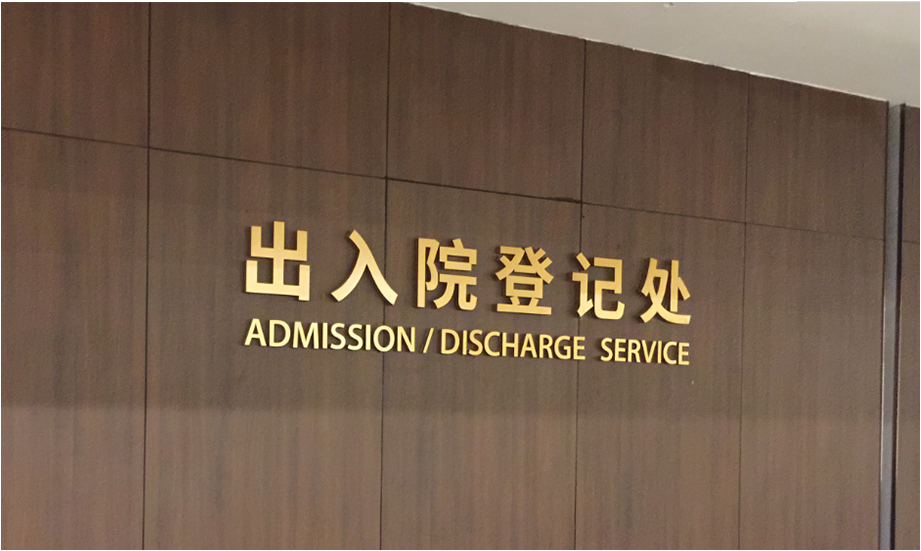 出入院登记处
ADMISSION / DISCHARGE SERVICE